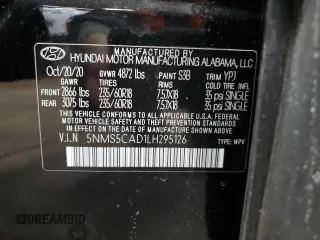 MANUFACTURED BY
HYUNDAI MOTOR MANUFACTURING ALABAMA, LLC
Oct/20/20 GVWR 4872 lbs PAINT S3B TRIM YPJ
GAWR TIRES RIMS COLD TIRE INFL.
FRONT 2866 lbs 235/60R18 7.5JX18 35 psi SINGLE
REAR 3075 lbs 235/60R18 7.5JX18 35 psi SINGLE
THIS VEHICLE CONFORMS TO ALL APPLICABLE U.S.
FEDERAL MOTOR VEHICLE SAFETY, BUMPER, AND THEFT
PREVENTION STANDARDS IN EFFECT ON THE DATE OF
MANUFACTURE SHOWN ABOVE.
V.I.N 5NMS5CAD1LH295126 TYPE: MPV
AUTOBIDMASTER